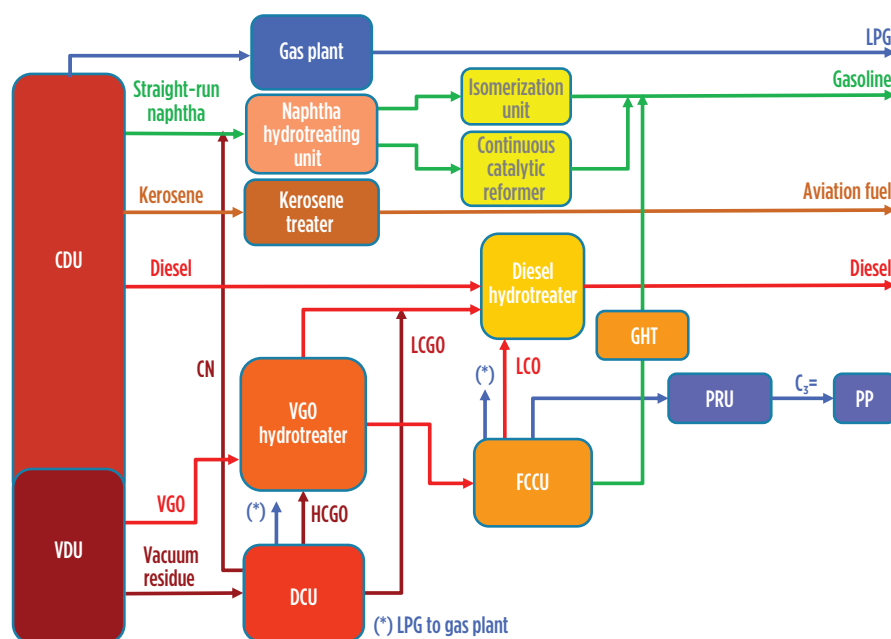 LPG
Gas plant
Gasoline
Straight-run
naphtha
Isomerization
unit
Naphtha
hydrotreating
unit
Continuous
catalytic
reformer
Kerosene
Kerosene
treater
Aviation fuel
CDU
Diesel
Diesel
hydrotreater
Diesel
GHT
LCGO
CN
LCO
(*)
VGO
hydrotreater
PRU
C₃=
PP
FCCU
VGO
(*)
HCGO
VDU
Vacuum
residue
DCU
(*) LPG to gas plant